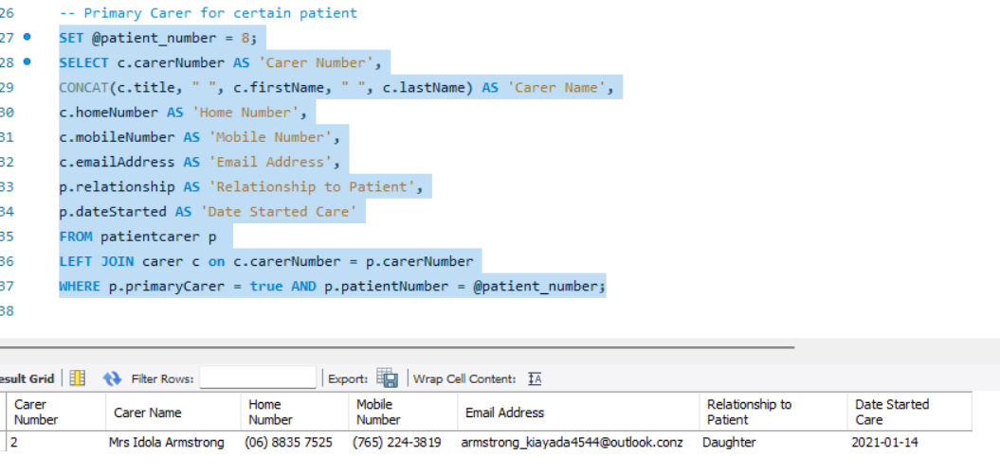 26 -- Primary Carer for certain patient
27 SET @patient_number = 8;
28 SELECT c.carerNumber AS 'Carer Number',
29 CONCAT(c.title, " ", c.firstName, " ", c.lastName) AS 'Carer Name',
30 c.homeNumber AS 'Home Number',
31 c.mobileNumber AS 'Mobile Number',
32 c.emailAddress AS 'Email Address',
33 p.relationship AS 'Relationship to Patient',
34 p.dateStarted AS 'Date Started Care'
35 FROM patientcarer p
36 LEFT JOIN carer c on c.carerNumber = p.carerNumber
37 WHERE p.primaryCarer = true AND p.patientNumber = @patient_number;
38
esult Grid Filter Rows: Export: Wrap Cell Content: IA
Carer Number Carer Name Home Number Mobile Number Email Address Relationship to Patient Date Started Care
2 Mrs Idola Armstrong (06) 8835 7525 (765) 224-3819 armstrong_kiayada4544@outlook.conz Daughter 2021-01-14